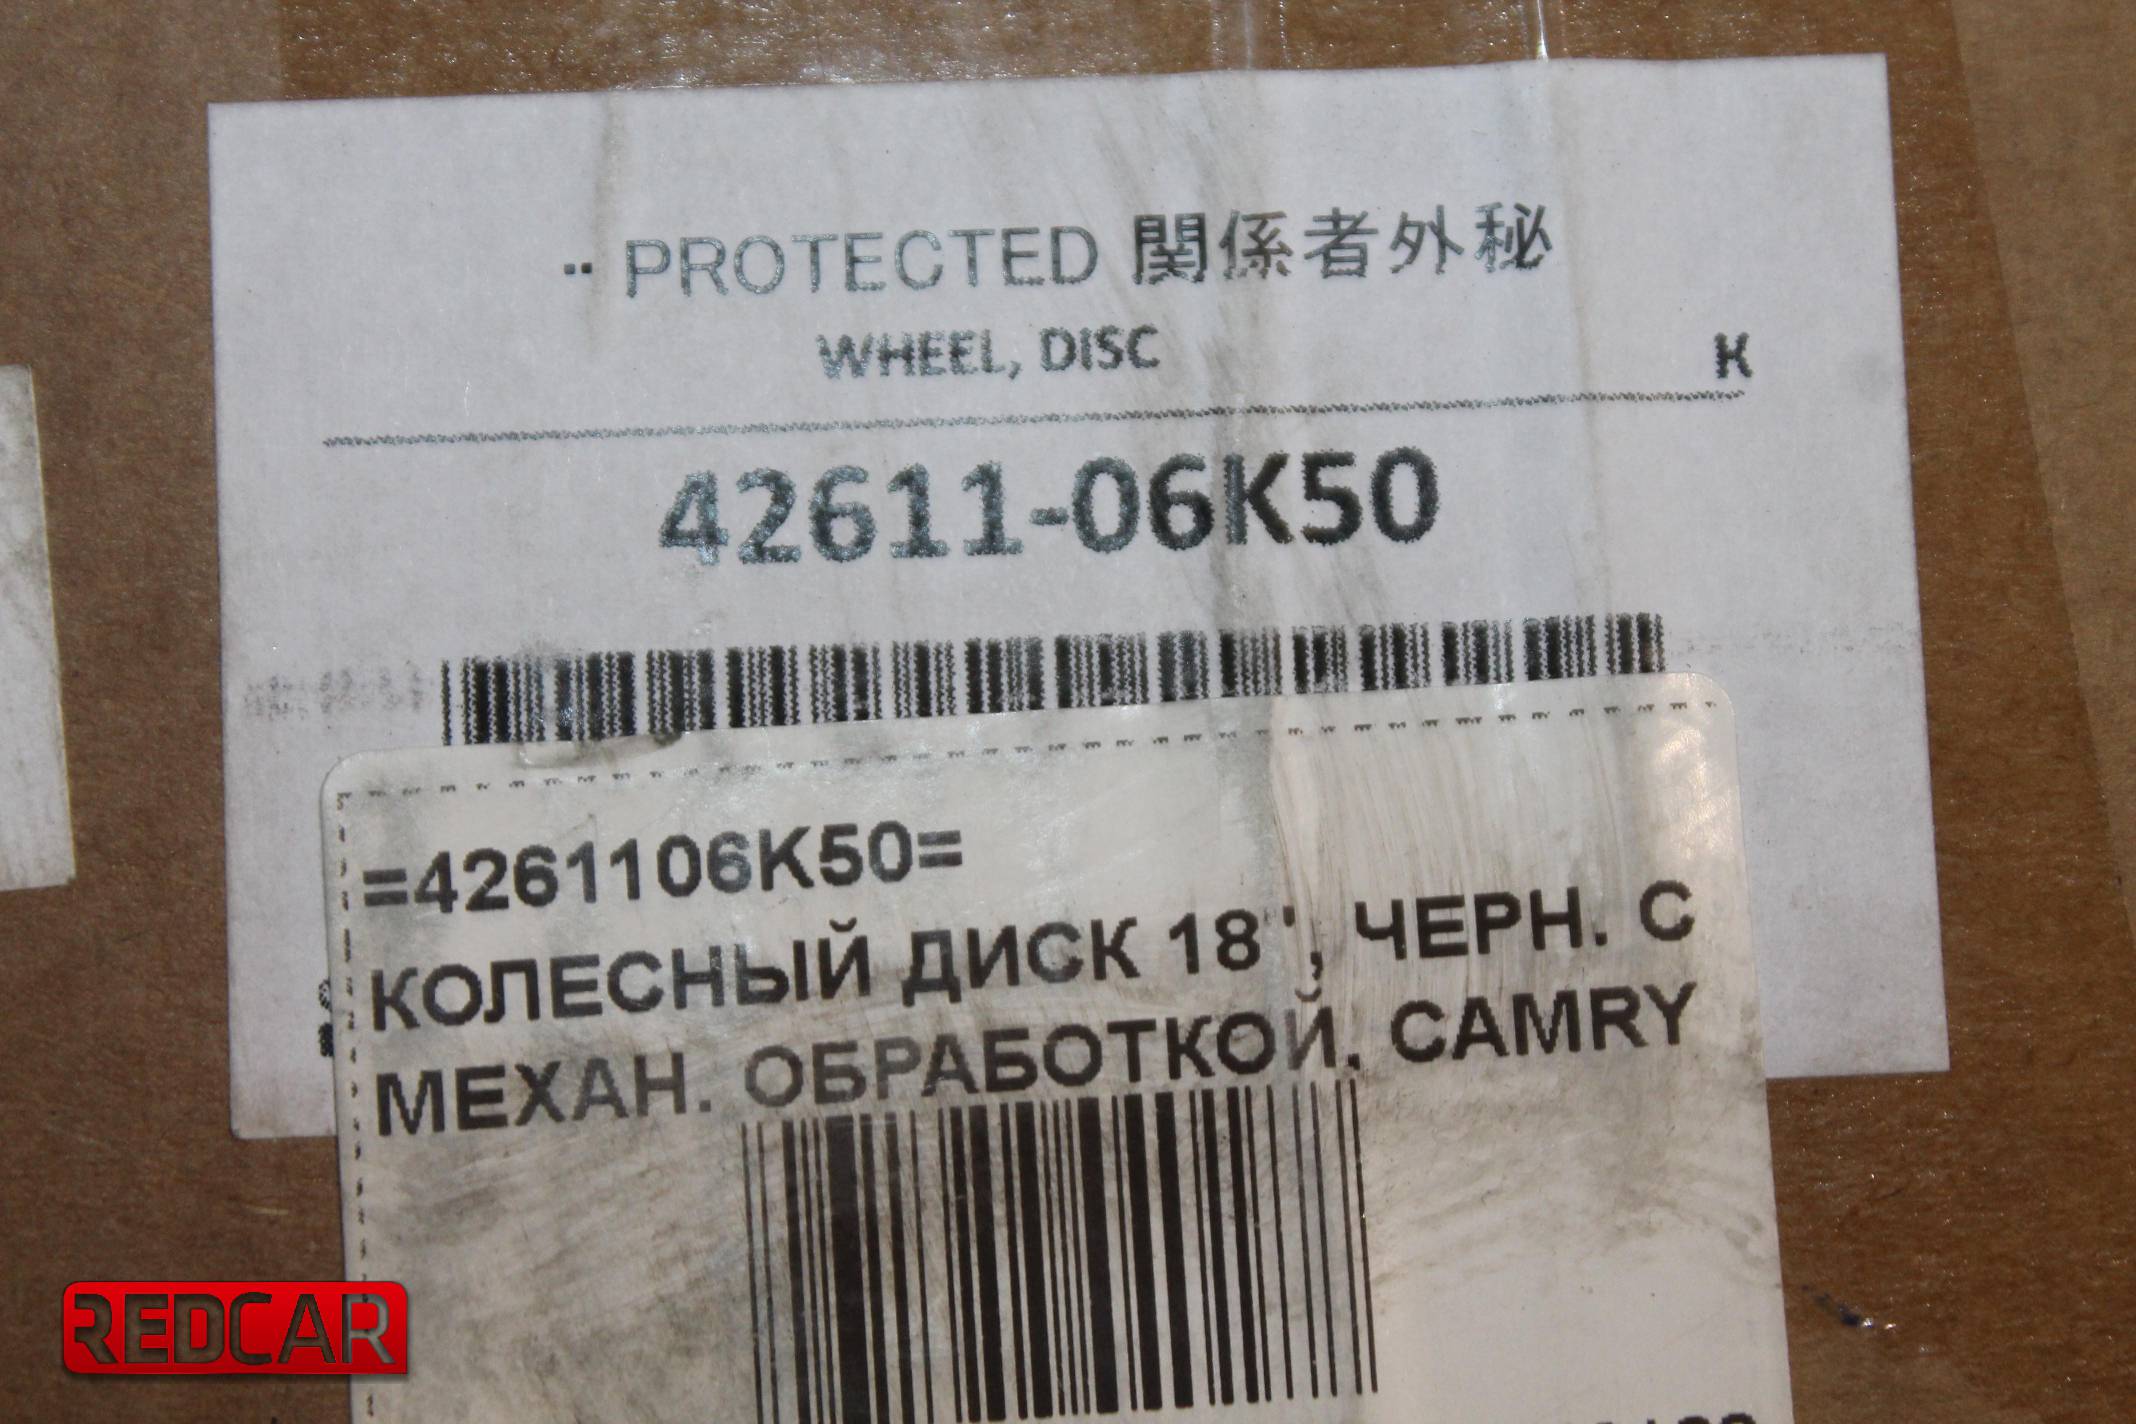 PROTECTED 関係者外秘
WHEEL, DISC K
42611-06K50
=4261106K50=
КОЛЕСНЫЙ ДИСК 18", ЧЕРН. С
МЕХАН. ОБРАБОТКОЙ, CAMRY
REDCAR